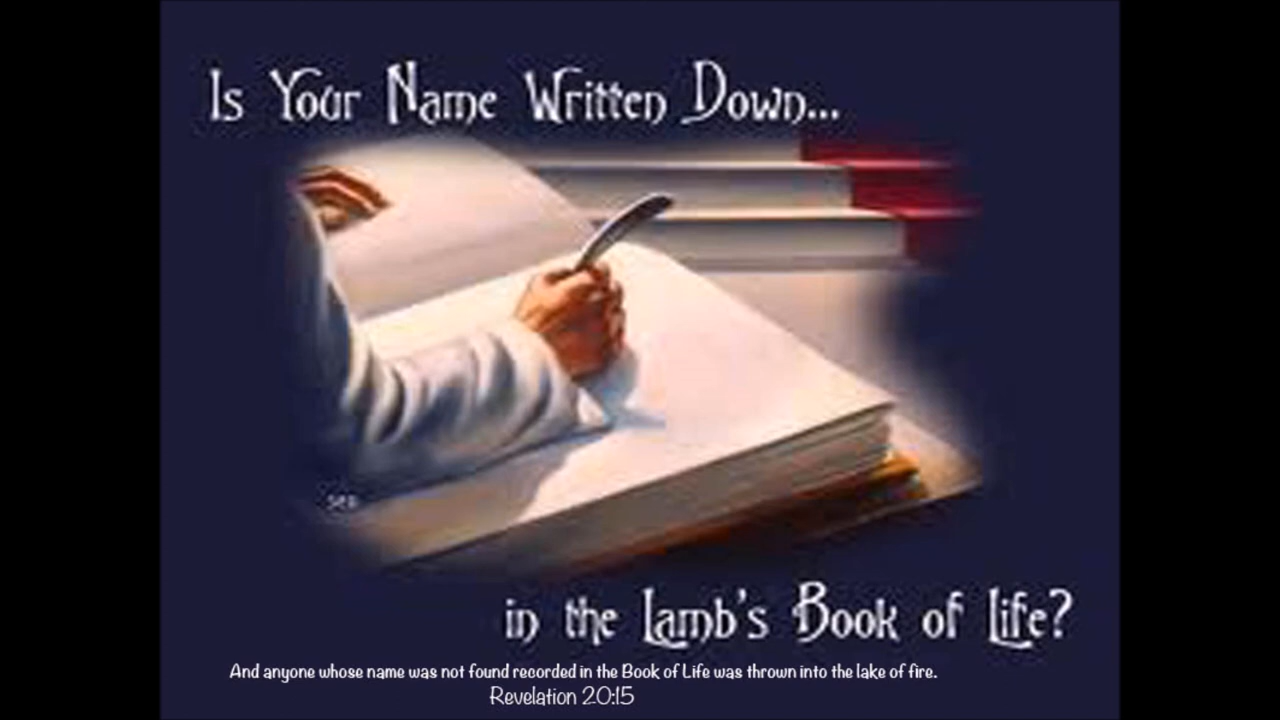 Is Your Name Written Down...
in the Lamb's Book of Life?
And anyone whose name was not found recorded in the Book of Life was thrown into the lake of fire.
Revelation 20:15